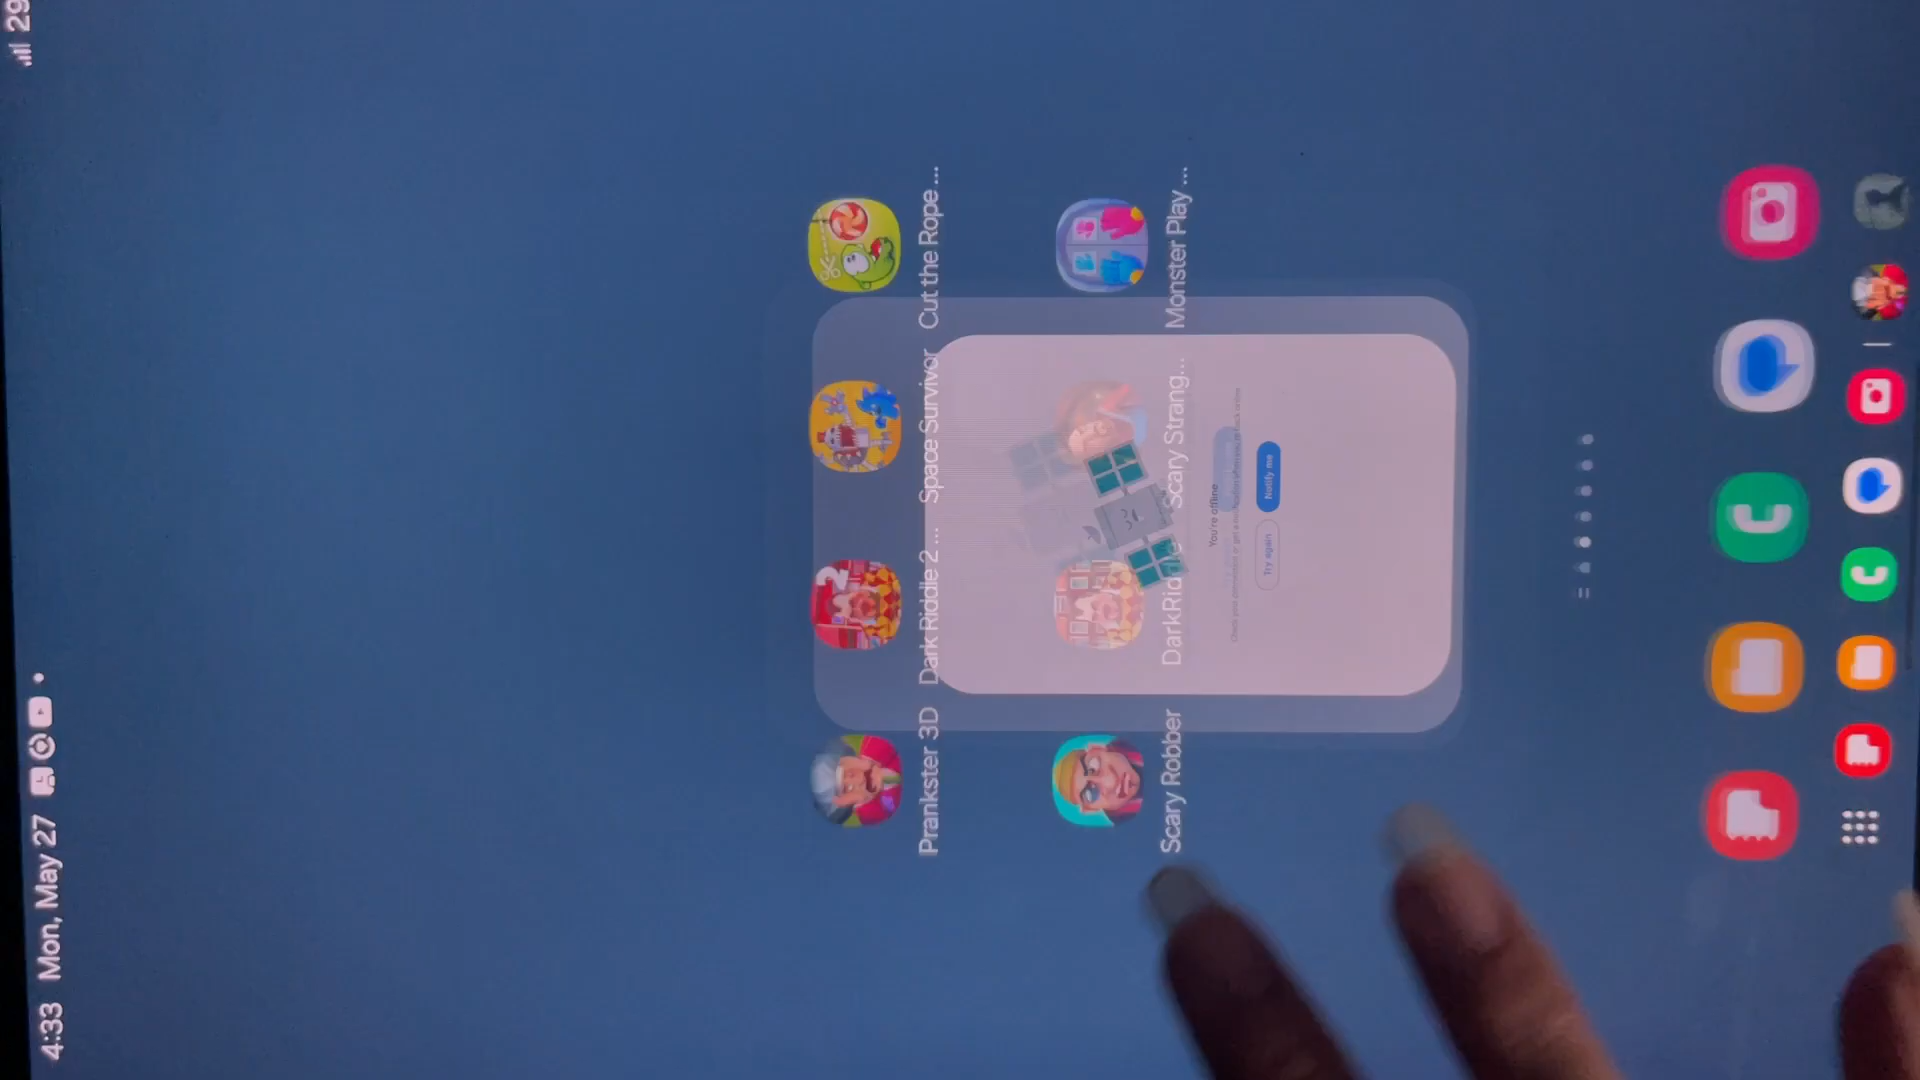 4:33 Mon, May 27
29
Prankster 3D
Dark Riddle 2 ...
Space Survivor
Cut the Rope ...
Scary Robber
DarkRiddle
Scary Strang...
Monster Play ...
You're offline
Try again
Notify me